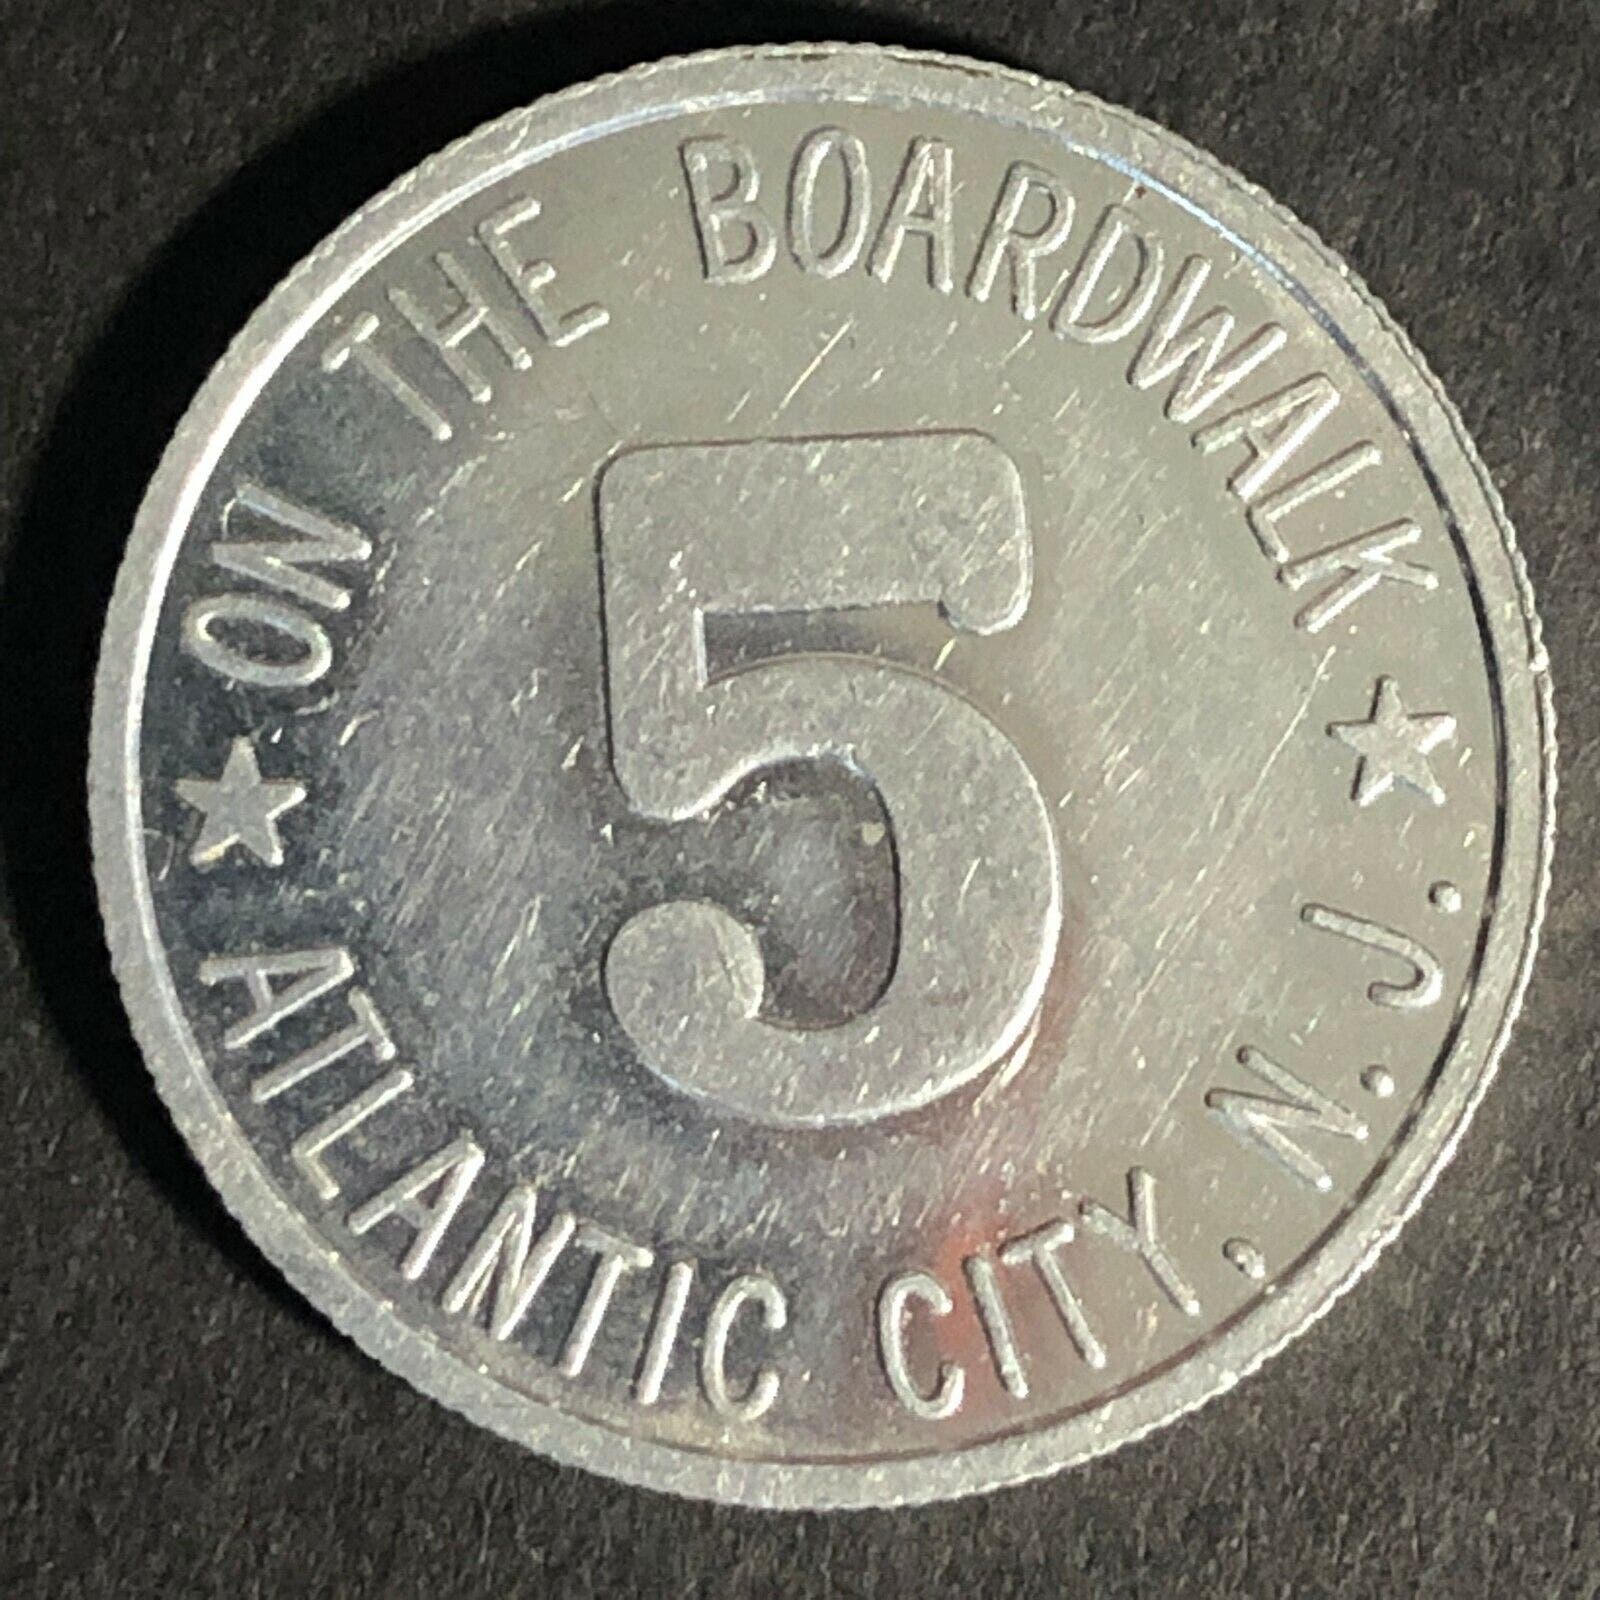 ON THE BOARDWALK
5
ATLANTIC CITY, N.J.